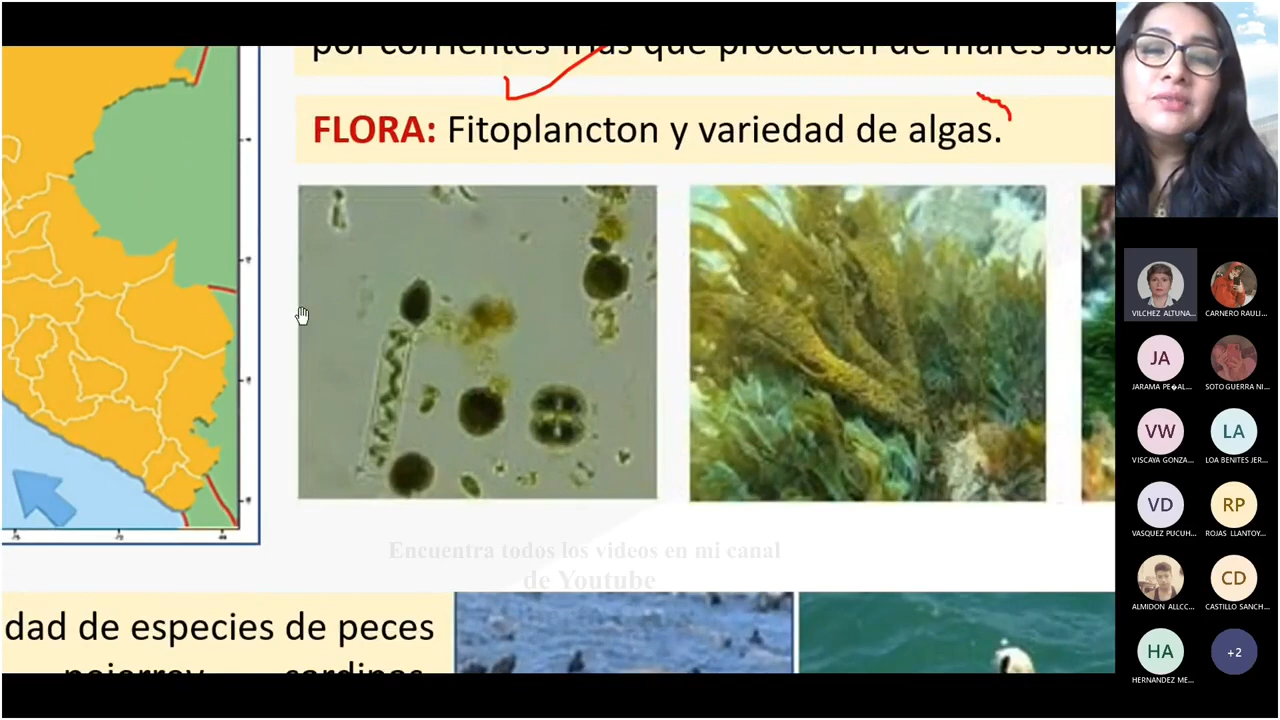 por corrientes frías que proceden de mares sub
FLORA: Fitoplancton y variedad de algas.
Encuentra todos los videos en mi canal
de Youtube
dad de especies de peces
pejerrey sardinas
VILCHEZ ALTUNA...
CARNERO RAULI...
JA
JARAMA PE�AL...
SOTO GUERRA NI...
VW
VISCAYA GONZA...
LA
LOA BENITES JER...
VD
VASQUEZ PUCUH...
RP
ROJAS LLANTOY...
ALMIDON ALLCC...
CD
CASTILLO SANCH...
HA
HERNANDEZ ME...
+2